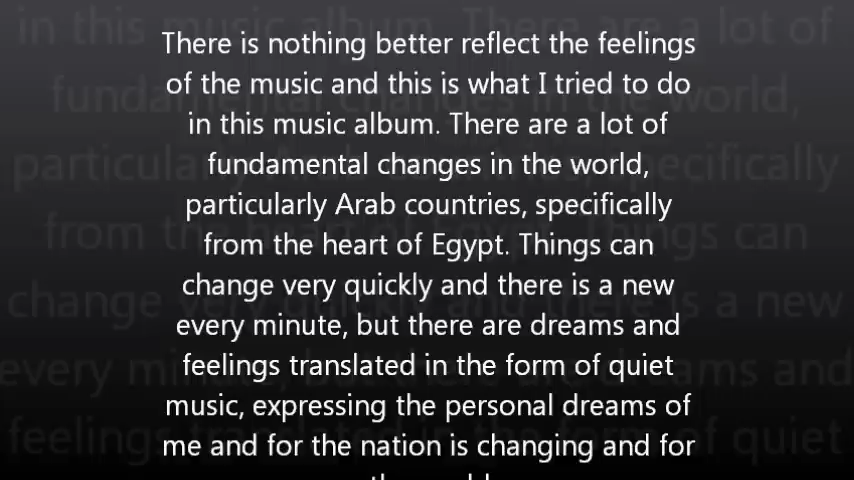 There is nothing better reflect the feelings
of the music and this is what I tried to do
in this music album. There are a lot of
fundamental changes in the world,
particularly Arab countries, specifically
from the heart of Egypt. Things can
change very quickly and there is a new
every minute, but there are dreams and
feelings translated in the form of quiet
music, expressing the personal dreams of
me and for the nation is changing and for